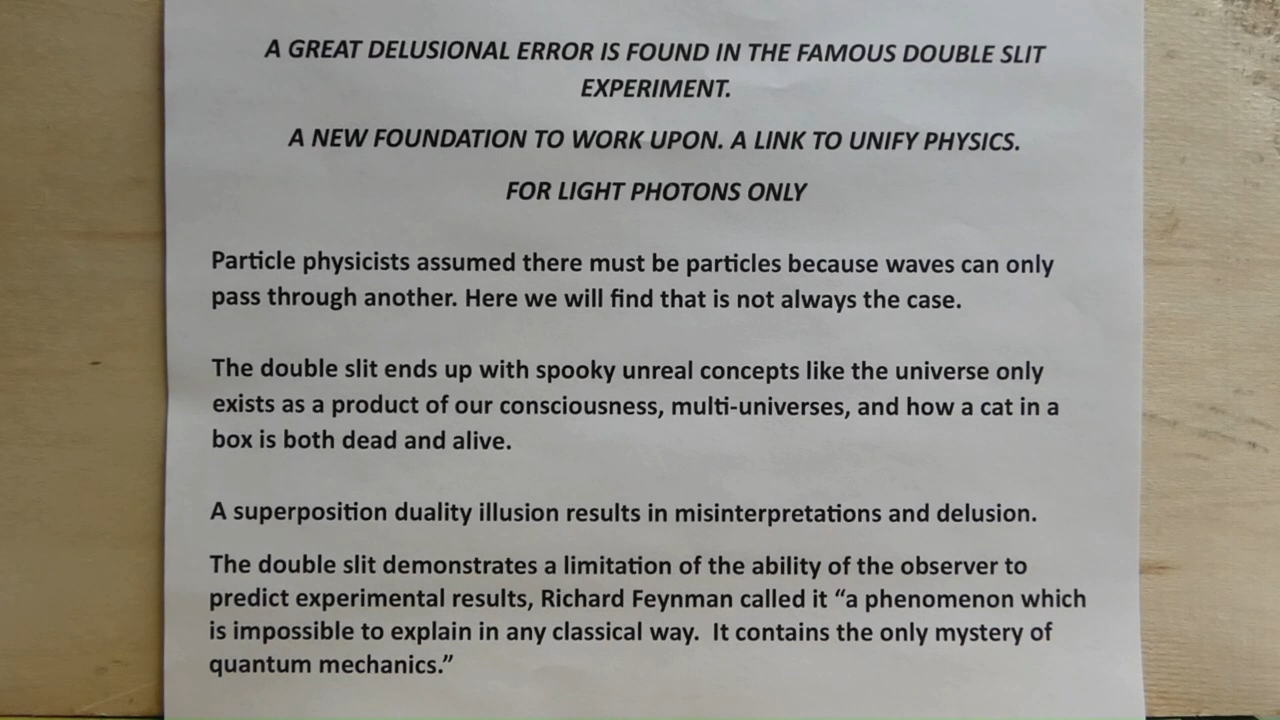 A GREAT DELUSIONAL ERROR IS FOUND IN THE FAMOUS DOUBLE SLIT
EXPERIMENT.
A NEW FOUNDATION TO WORK UPON. A LINK TO UNIFY PHYSICS.
FOR LIGHT PHOTONS ONLY
Particle physicists assumed there must be particles because waves can only
pass through another. Here we will find that is not always the case.
The double slit ends up with spooky unreal concepts like the universe only
exists as a product of our consciousness, multi-universes, and how a cat in a
box is both dead and alive.
A superposition duality illusion results in misinterpretations and delusion.
The double slit demonstrates a limitation of the ability of the observer to
predict experimental results, Richard Feynman called it “a phenomenon which
is impossible to explain in any classical way.  It contains the only mystery of
quantum mechanics.”